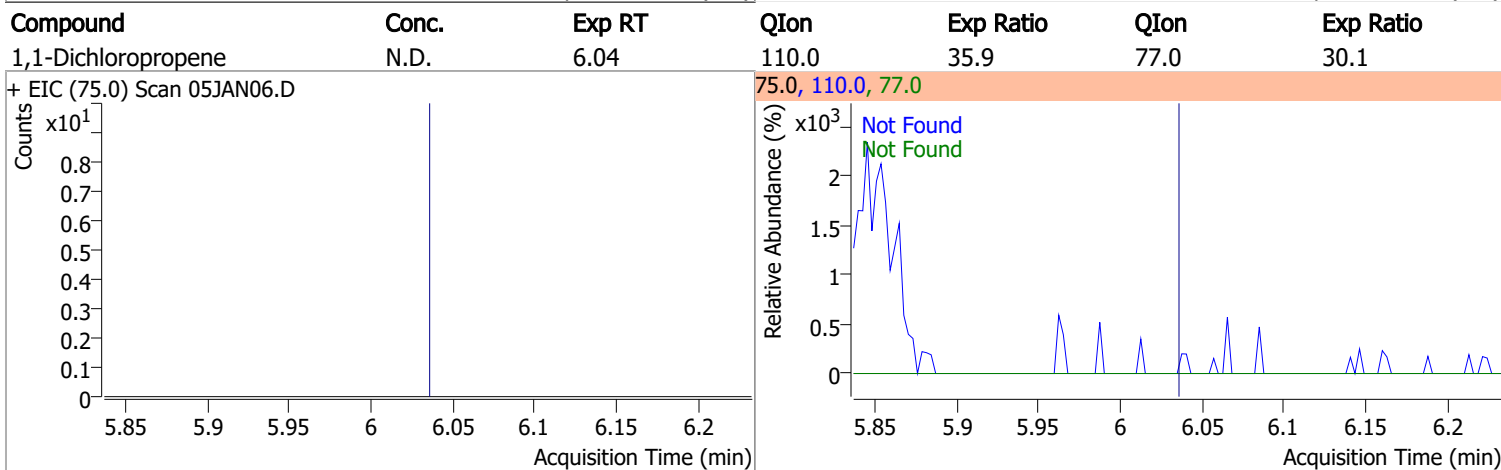 Compound Conc. Exp RT QIon Exp Ratio QIon Exp Ratio
1,1-Dichloropropene N.D. 6.04 110.0 35.9 77.0 30.1
+ EIC (75.0) Scan 05JAN06.D
Counts
x10¹
0.8
0.7
0.6
0.5
0.4
0.3
0.2
0.1
0
5.85 5.9 5.95 6 6.05 6.1 6.15 6.2
Acquisition Time (min)
75.0, 110.0, 77.0
Relative Abundance (%)
x10³
Not Found
Not Found
2
1.5
1
0.5
0
5.85 5.9 5.95 6 6.05 6.1 6.15 6.2
Acquisition Time (min)